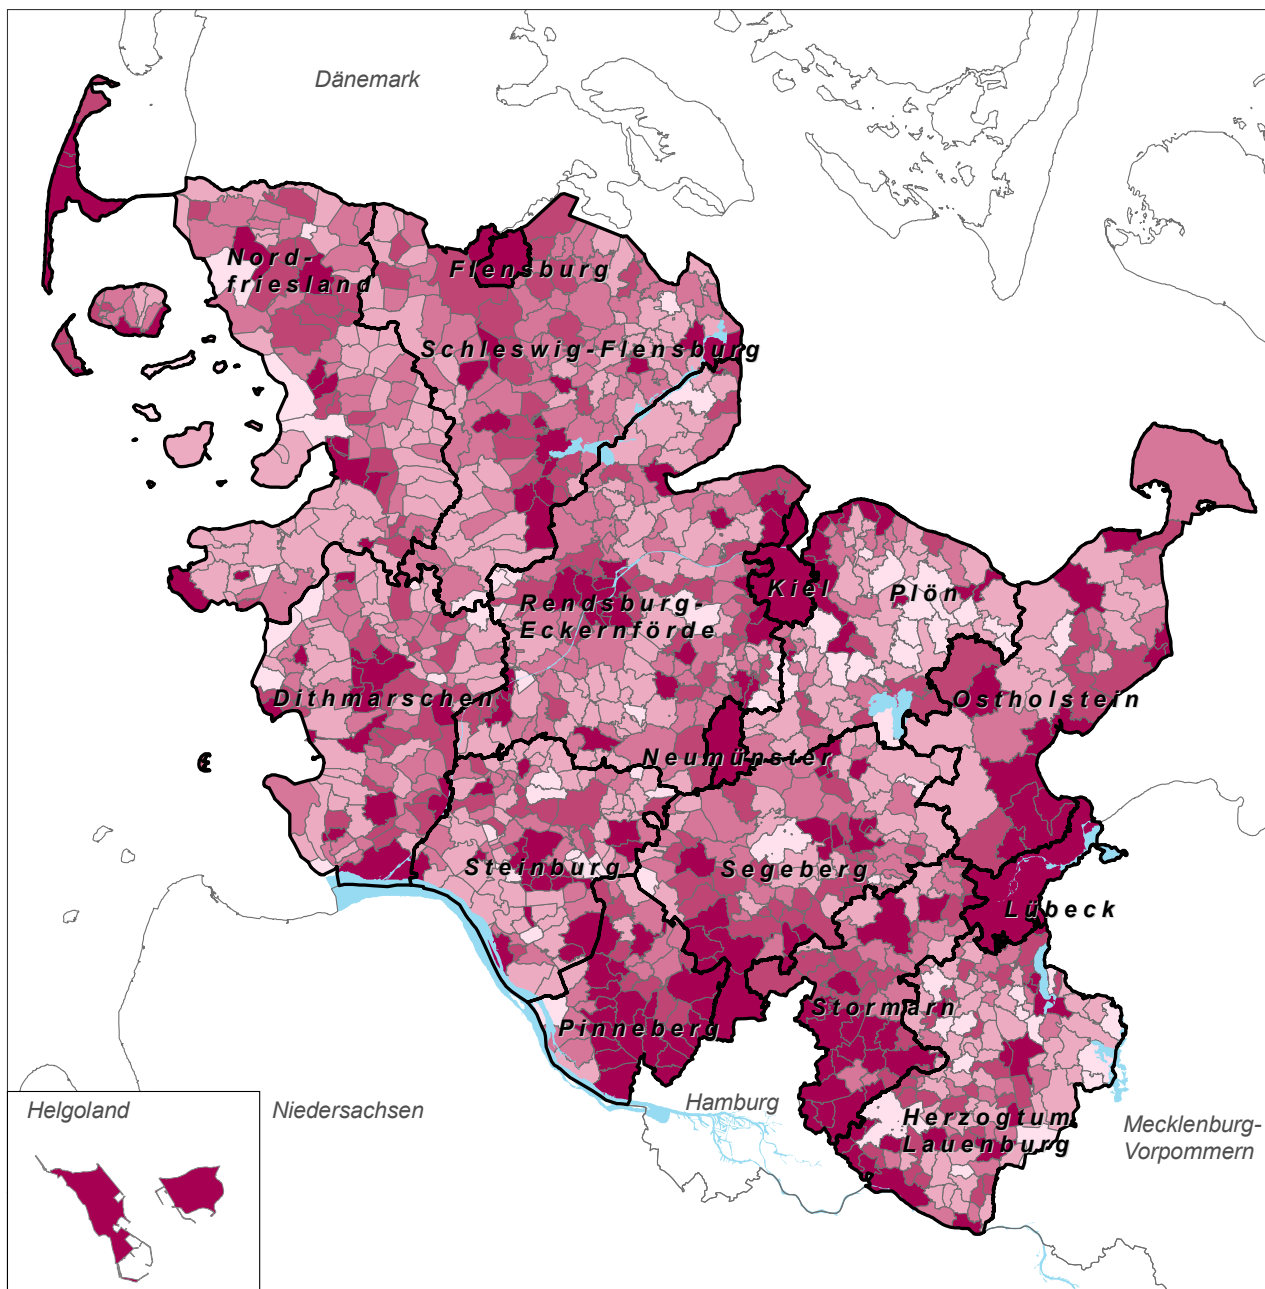 Dänemark
Nord-
friesland
Flensburg
Schleswig-Flensburg
Kiel
Plön
Rendsburg-
Eckernförde
Dithmarschen
Ostholstein
Neumünster
Steinburg
Segeberg
Lübeck
Stormarn
Pinneberg
Helgoland
Niedersachsen
Hamburg
Herzogtum
Lauenburg
Mecklenburg-
Vorpommern